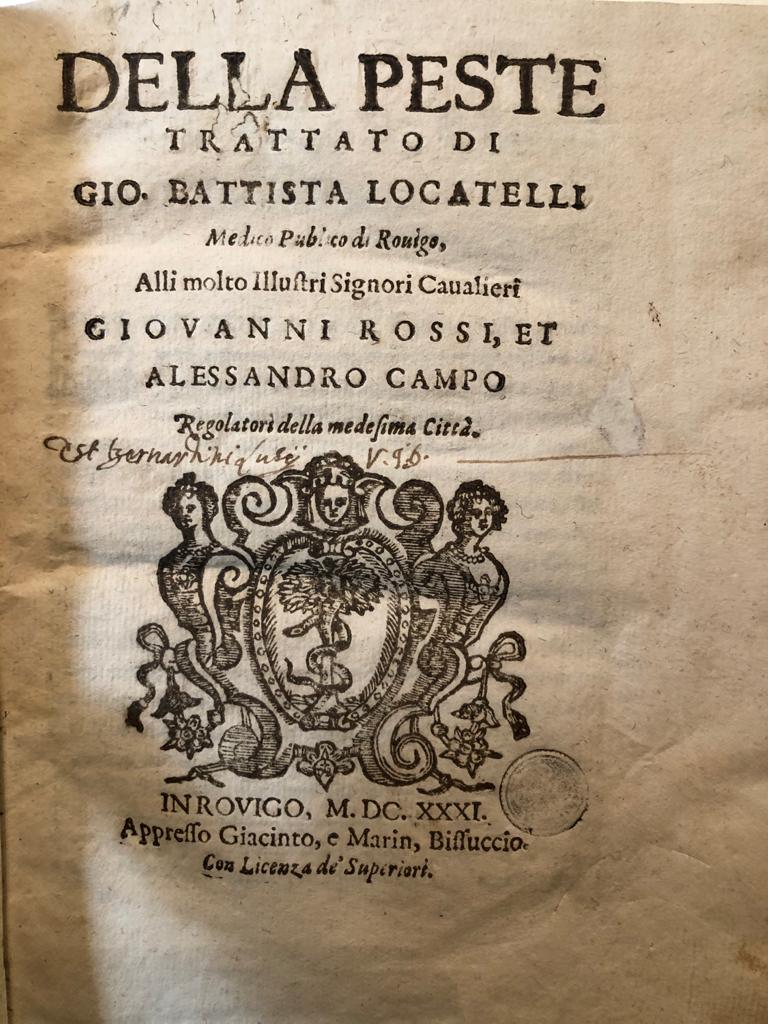 DELLA PESTE
TRATTATO DI
GIO. BATTISTA LOCATELLI
Medico Publico di Rouigo,
Alli molto Illuſtri Signori Caualieri
GIOVANNI ROSSI, ET
ALESSANDRO CAMPO
Regolatori della medeſima Città.
Est
IN ROVIGO, M. DC. XXXI.
Appreſſo Giacinto, e Marin, Biſſuccio.
Con Licenza de' Superiori.